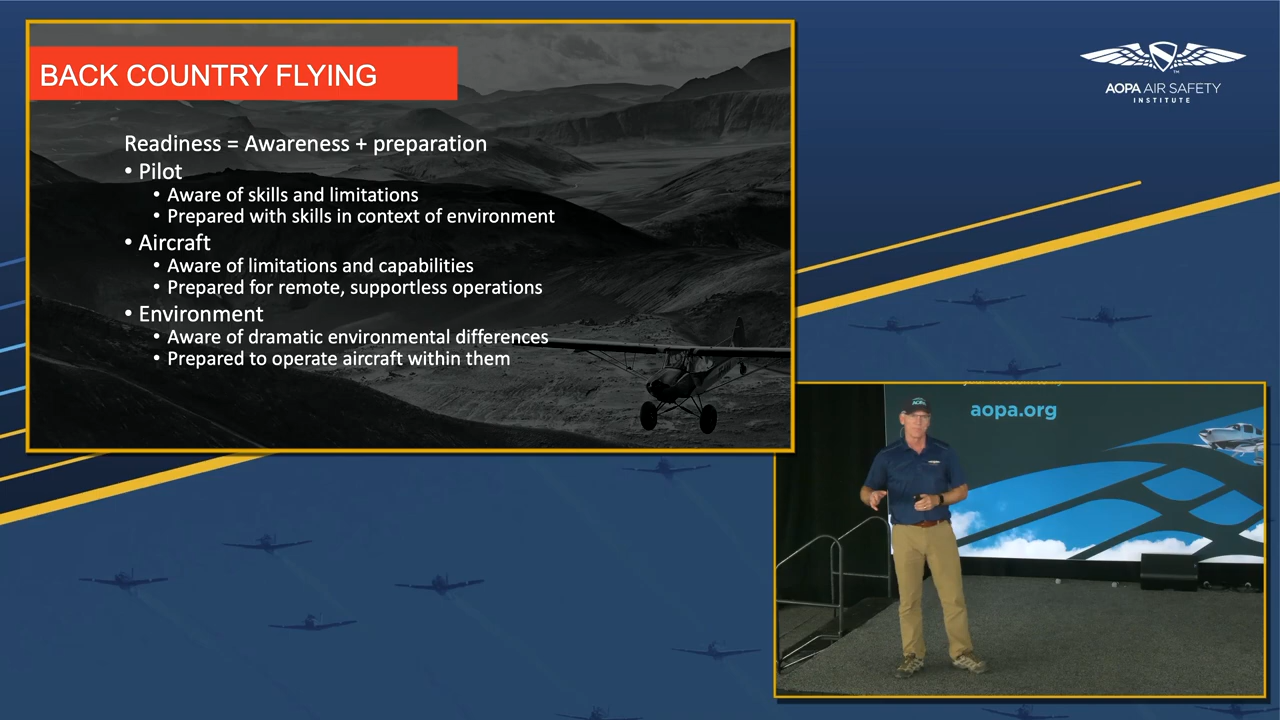 BACK COUNTRY FLYING
Readiness = Awareness + preparation
• Pilot
• Aware of skills and limitations
• Prepared with skills in context of environment
• Aircraft
• Aware of limitations and capabilities
• Prepared for remote, supportless operations
• Environment
• Aware of dramatic environmental differences
• Prepared to operate aircraft within them
AOPA AIR SAFETY
INSTITUTE
aopa.org